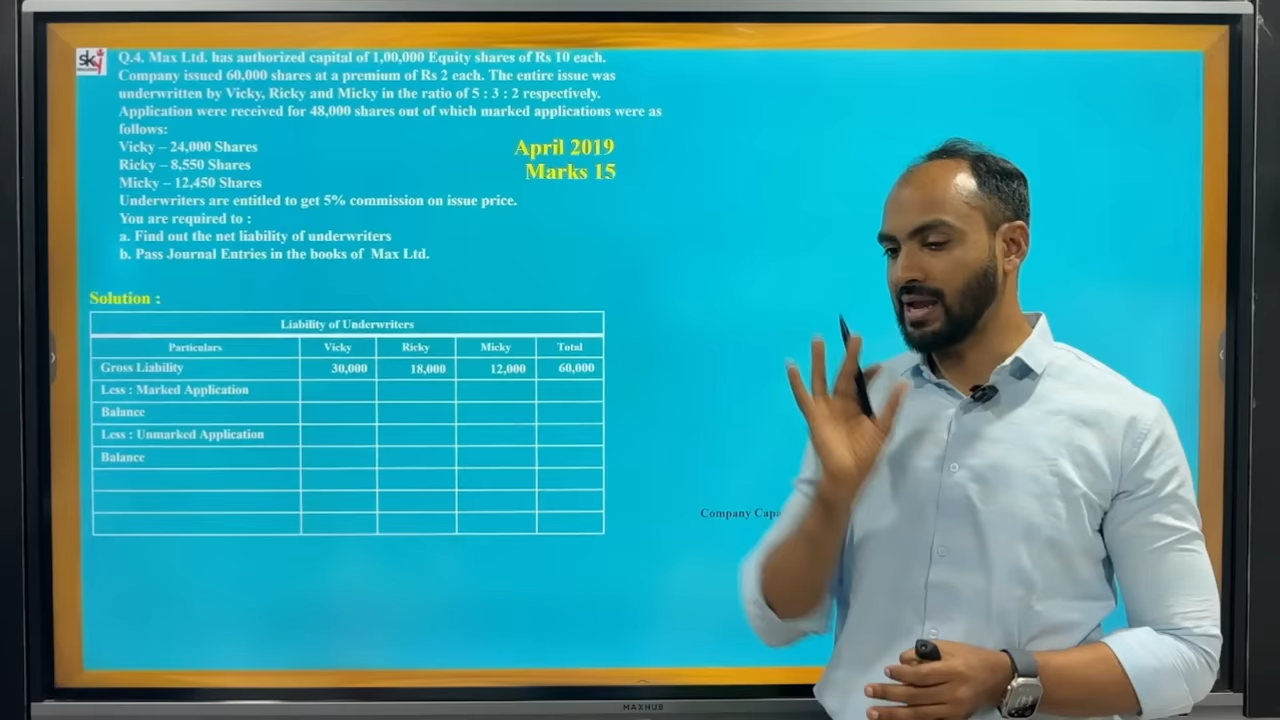 sky
Q.4. Max Ltd. has authorized capital of 1,00,000 Equity shares of Rs 10 each.
Company issued 60,000 shares at a premium of Rs 2 each. The entire issue was
underwritten by Vicky, Ricky and Micky in the ratio of 5 : 3 : 2 respectively.
Application were received for 48,000 shares out of which marked applications were as
follows:
Vicky – 24,000 Shares
Ricky – 8,550 Shares
Micky – 12,450 Shares
April 2019
Marks 15
Underwriters are entitled to get 5% commission on issue price.
You are required to :
a. Find out the net liability of underwriters
b. Pass Journal Entries in the books of Max Ltd.
Solution :
Liability of Underwriters
Particulars Vicky Ricky Micky Total
Gross Liability 30,000 18,000 12,000 60,000
Less : Marked Application
Balance
Less : Unmarked Application
Balance
Company
MAXHUB